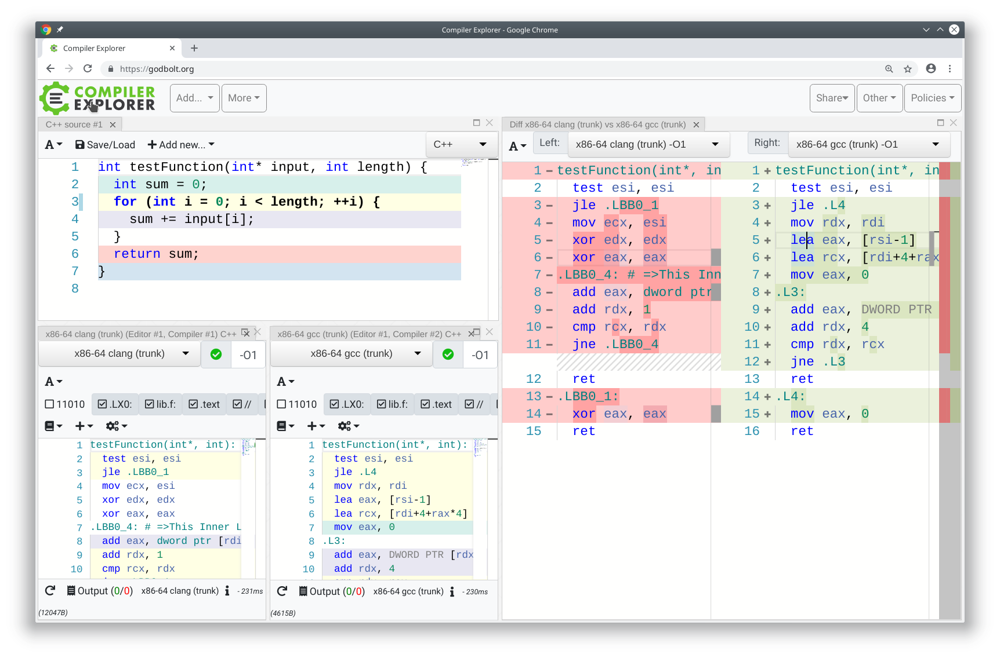 Compiler Explorer - Google Chrome
Compiler Explorer
https://godbolt.org
COMPILER
EXPLORER
Add...
More
Share
Other
Policies
C++ source #1
A
Save/Load
Add new...
C++
1 int testFunction(int* input, int length) {
2 int sum = 0;
3 for (int i = 0; i < length; ++i) {
4 sum += input[i];
5 }
6 return sum;
7 }
8
x86-64 clang (trunk) (Editor #1, Compiler #1) C++
x86-64 clang (trunk)
-O1
A
11010 .LX0: lib.f: .text //
1 testFunction(int*, int):
2 test esi, esi
3 jle .LBB0_1
4 mov ecx, esi
5 xor edx, edx
6 xor eax, eax
7 .LBB0_4: # =>This Inner L
8 add eax, dword ptr [rdi
9 add rdx, 1
10 cmp rcx, rdx
Output (0/0) x86-64 clang (trunk) i - 231ms
(12047B)
x86-64 gcc (trunk) (Editor #1, Compiler #2) C++
x86-64 gcc (trunk)
-O1
A
11010 .LX0: lib.f: .text //
1 testFunction(int*, int):
2 test esi, esi
3 jle .L4
4 mov rdx, rdi
5 lea eax, [rsi-1]
6 lea rcx, [rdi+4+rax*4]
7 mov eax, 0
8 .L3:
9 add eax, DWORD PTR [rdx
10 add rdx, 4
Output (0/0) x86-64 gcc (trunk) i - 230ms
(4615B)
Diff x86-64 clang (trunk) vs x86-64 gcc (trunk)
A
Left:
x86-64 clang (trunk) -O1
Right:
x86-64 gcc (trunk) -O1
1 - testFunction(int*, in
2 test esi, esi
3 - jle .LBB0_1
4 - mov ecx, esi
5 - xor edx, edx
6 - xor eax, eax
7 - .LBB0_4: # =>This Inn
8 - add eax, dword ptr
9 - add rdx, 1
10 - cmp rcx, rdx
11 - jne .LBB0_4
12 ret
13 - .LBB0_1:
14 - xor eax, eax
15 ret
1 + testFunction(int*, in
2 test esi, esi
3 + jle .L4
4 + mov rdx, rdi
5 + lea eax, [rsi-1]
6 + lea rcx, [rdi+4+rax
7 + mov eax, 0
8 + .L3:
9 + add eax, DWORD PTR
10 + add rdx, 4
11 + cmp rdx, rcx
12 + jne .L3
13 ret
14 + .L4:
15 + mov eax, 0
16 ret